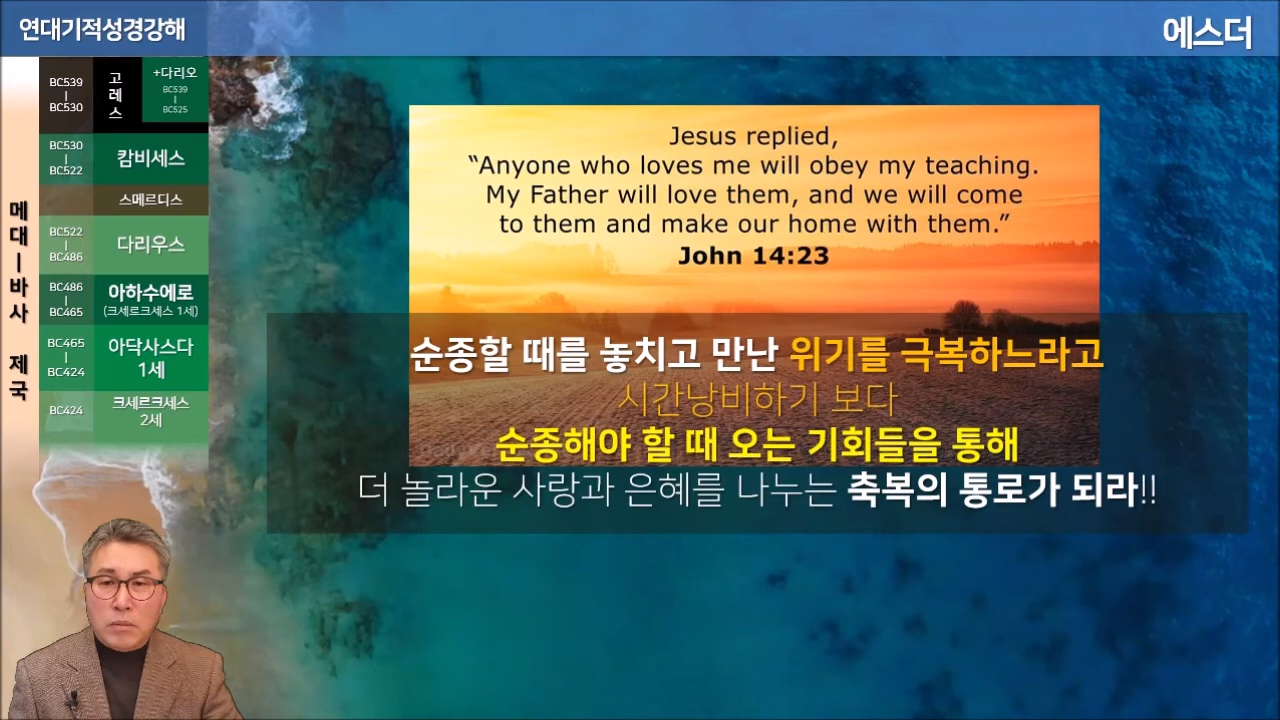 연대기적성경강해
에스더
메대ㅣ바사 제국
BC539
|
BC530
고레스
+다리오
BC539
|
BC525
BC530
|
BC522
캄비세스
스메르디스
BC522
|
BC486
다리우스
BC486
|
BC465
아하수에로
(크세르크세스 1세)
BC465
|
BC424
아닥사스다
1세
BC424
크세르크세스
2세
Jesus replied,
“Anyone who loves me will obey my teaching.
My Father will love them, and we will come
to them and make our home with them.”
John 14:23
순종할 때를 놓치고 만난 위기를 극복하느라고
시간낭비하기 보다
순종해야 할 때 오는 기회들을 통해
더 놀라운 사랑과 은혜를 나누는 축복의 통로가 되라!!